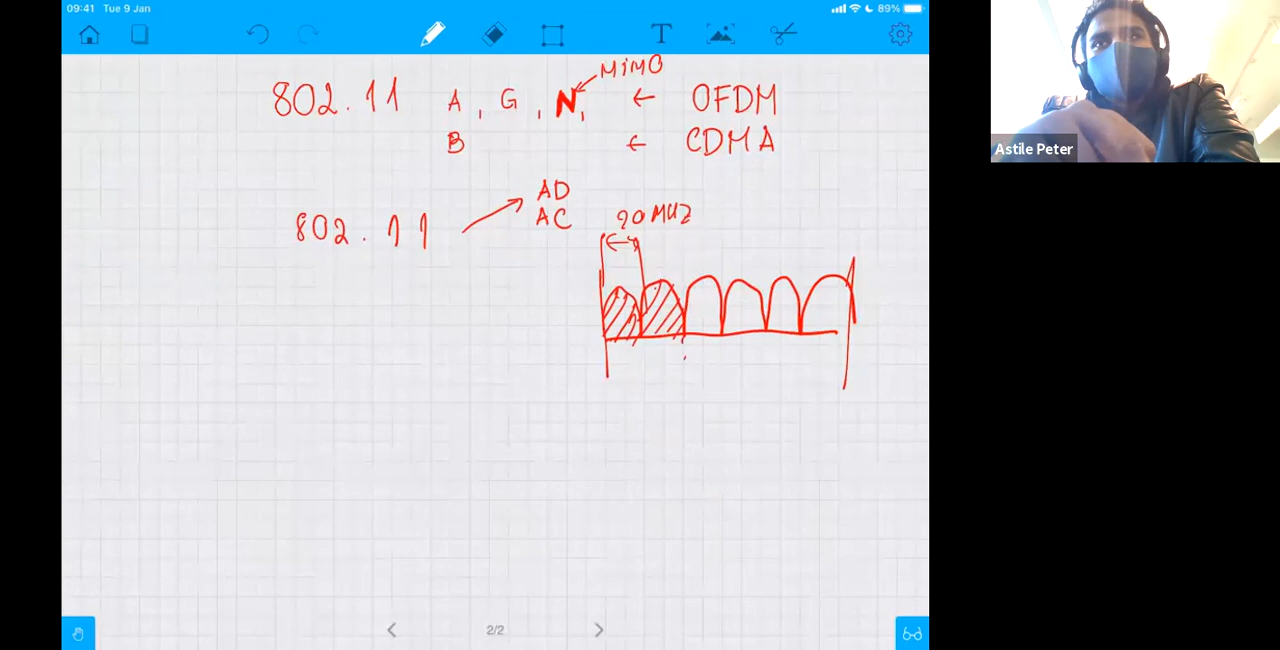 09:41 Tue 9 Jan
89%
T
MiMO
802.11 A, G, N, ← OFDM
B ← CDMA
AD
802.11 → AC
20 MHZ
2/2
Astile Peter